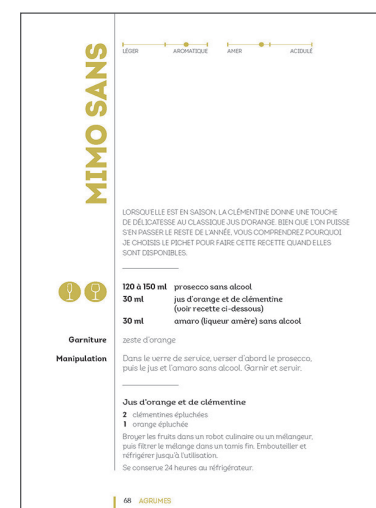 MIMO SANS
LÉGER AROMATIQUE AMER ACIDULÉ
LORSQU'ELLE EST EN SAISON, LA CLÉMENTINE DONNE UNE TOUCHE
DE DÉLICATESSE AU CLASSIQUE JUS D'ORANGE. BIEN QUE L'ON PUISSE
S'EN PASSER LE RESTE DE L'ANNÉE, VOUS COMPRENDREZ POURQUOI
JE CHOISIS LE PICHET POUR FAIRE CETTE RECETTE QUAND ELLES
SONT DISPONIBLES.
120 à 150 ml prosecco sans alcool
30 ml jus d'orange et de clémentine
(voir recette ci-dessous)
30 ml amaro (liqueur amère) sans alcool
Garniture zeste d'orange
Manipulation Dans le verre de service, verser d'abord le prosecco,
puis le jus et l'amaro sans alcool. Garnir et servir.
Jus d'orange et de clémentine
2 clémentines épluchées
1 orange épluchée
Broyer les fruits dans un robot culinaire ou un mélangeur,
puis filtrer le mélange dans un tamis fin. Embouteiller et
réfrigérer jusqu'à l'utilisation.
Se conserve 24 heures au réfrigérateur.
68 AGRUMES